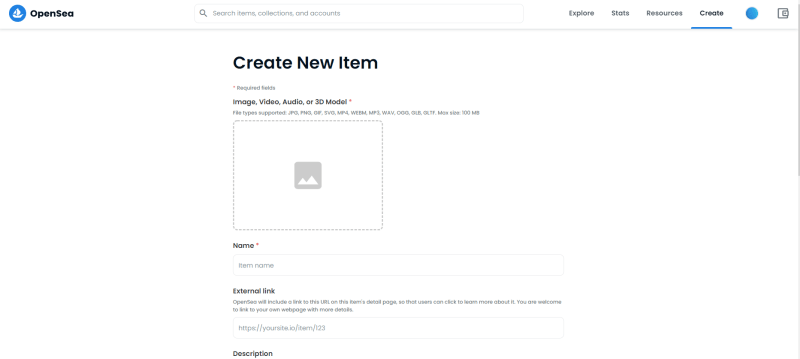 OpenSea
Search items, collections, and accounts
Explore
Stats
Resources
Create
Create New Item
* Required fields
Image, Video, Audio, or 3D Model *
File types supported: JPG, PNG, GIF, SVG, MP4, WEBM, MP3, WAV, OGG, GLB, GLTF. Max size: 100 MB
Name *
Item name
External link
OpenSea will include a link to this URL on this item's detail page, so that users can click to learn more about it. You are welcome
to link to your own webpage with more details.
https://yoursite.io/item/123
Description